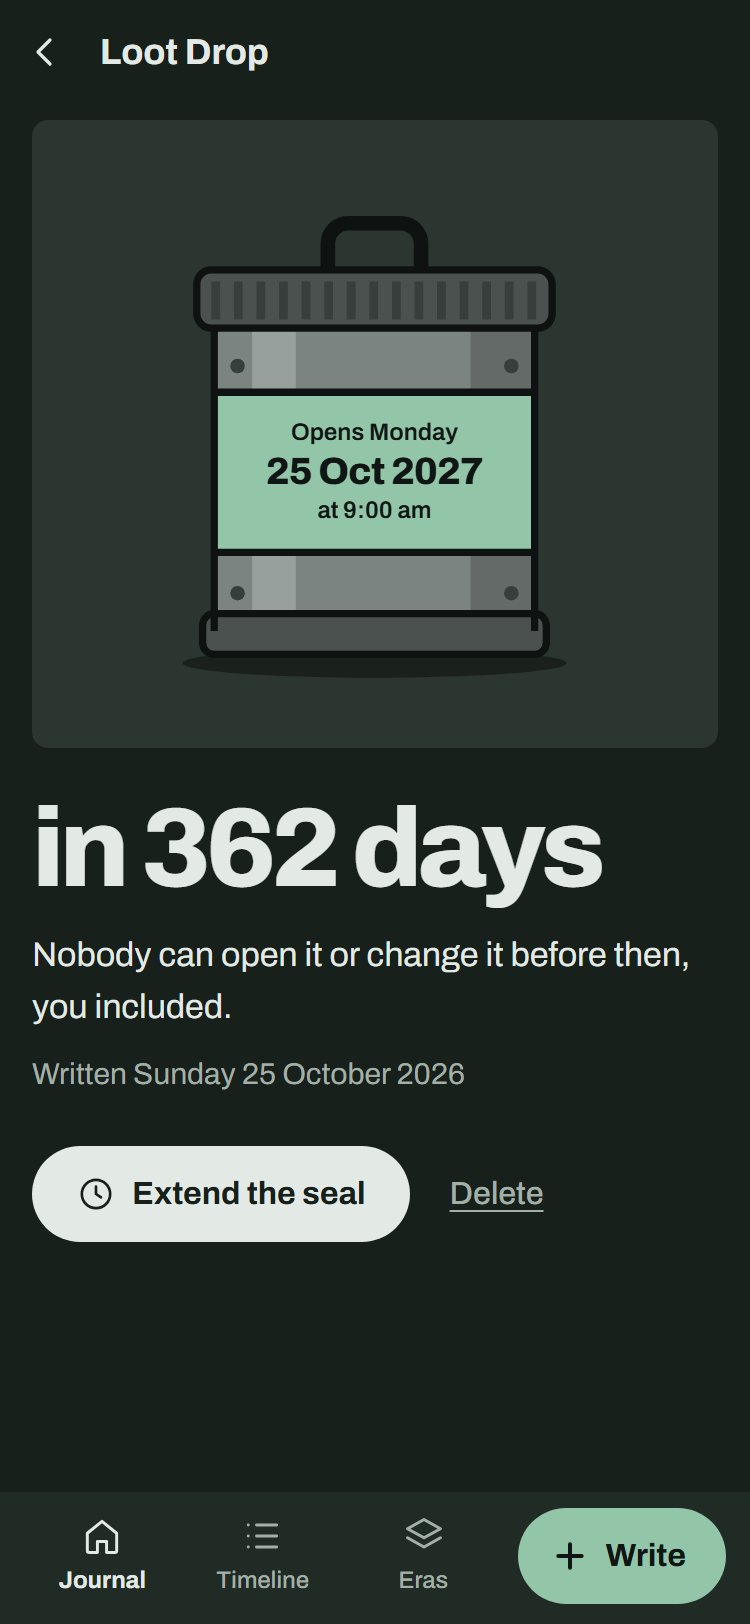 Loot Drop
Opens Monday
25 Oct 2027
at 9:00 am
in 362 days
Nobody can open it or change it before then,
you included.
Written Sunday 25 October 2026
Extend the seal
Delete
Journal
Timeline
Eras
Write